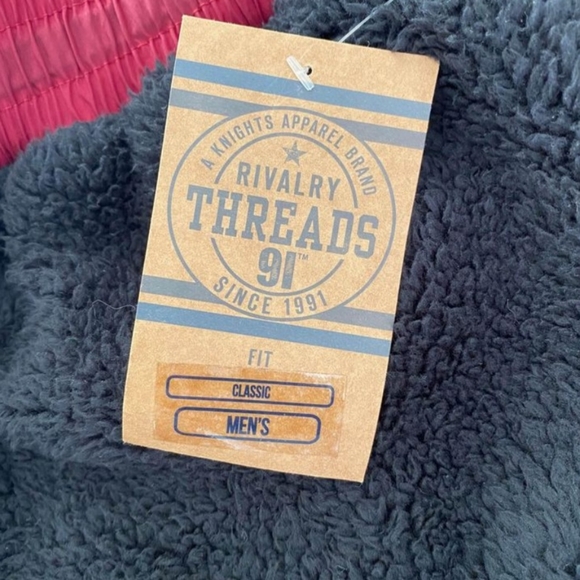 A KNIGHTS APPAREL BRAND
RIVALRY
THREADS
91™
SINCE 1991
FIT
CLASSIC
MEN'S